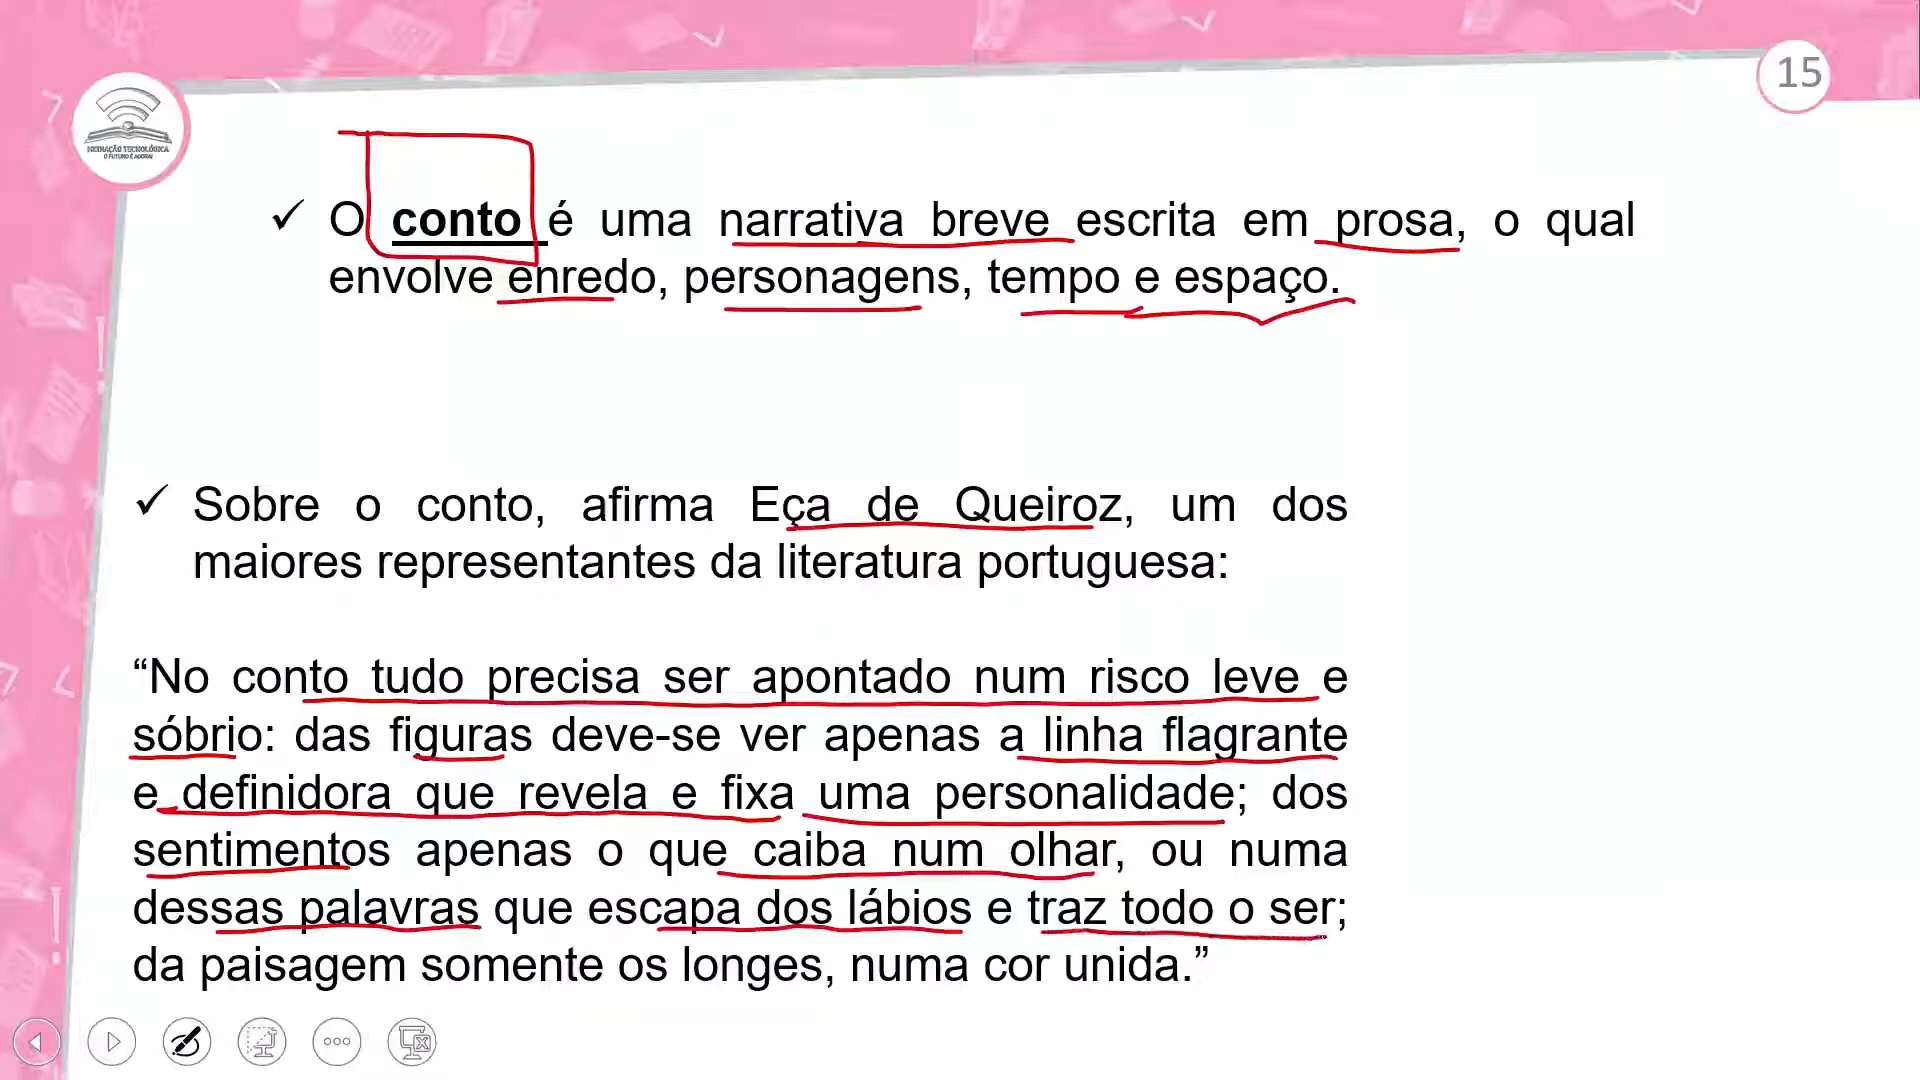 15
MEDIAÇÃO TECNOLÓGICA
O FUTURO É AGORA!
✓ O conto é uma narrativa breve escrita em prosa, o qual
envolve enredo, personagens, tempo e espaço.
✓ Sobre o conto, afirma Eça de Queiroz, um dos
maiores representantes da literatura portuguesa:
“No conto tudo precisa ser apontado num risco leve e
sóbrio: das figuras deve-se ver apenas a linha flagrante
e definidora que revela e fixa uma personalidade; dos
sentimentos apenas o que caiba num olhar, ou numa
dessas palavras que escapa dos lábios e traz todo o ser;
da paisagem somente os longes, numa cor unida.”